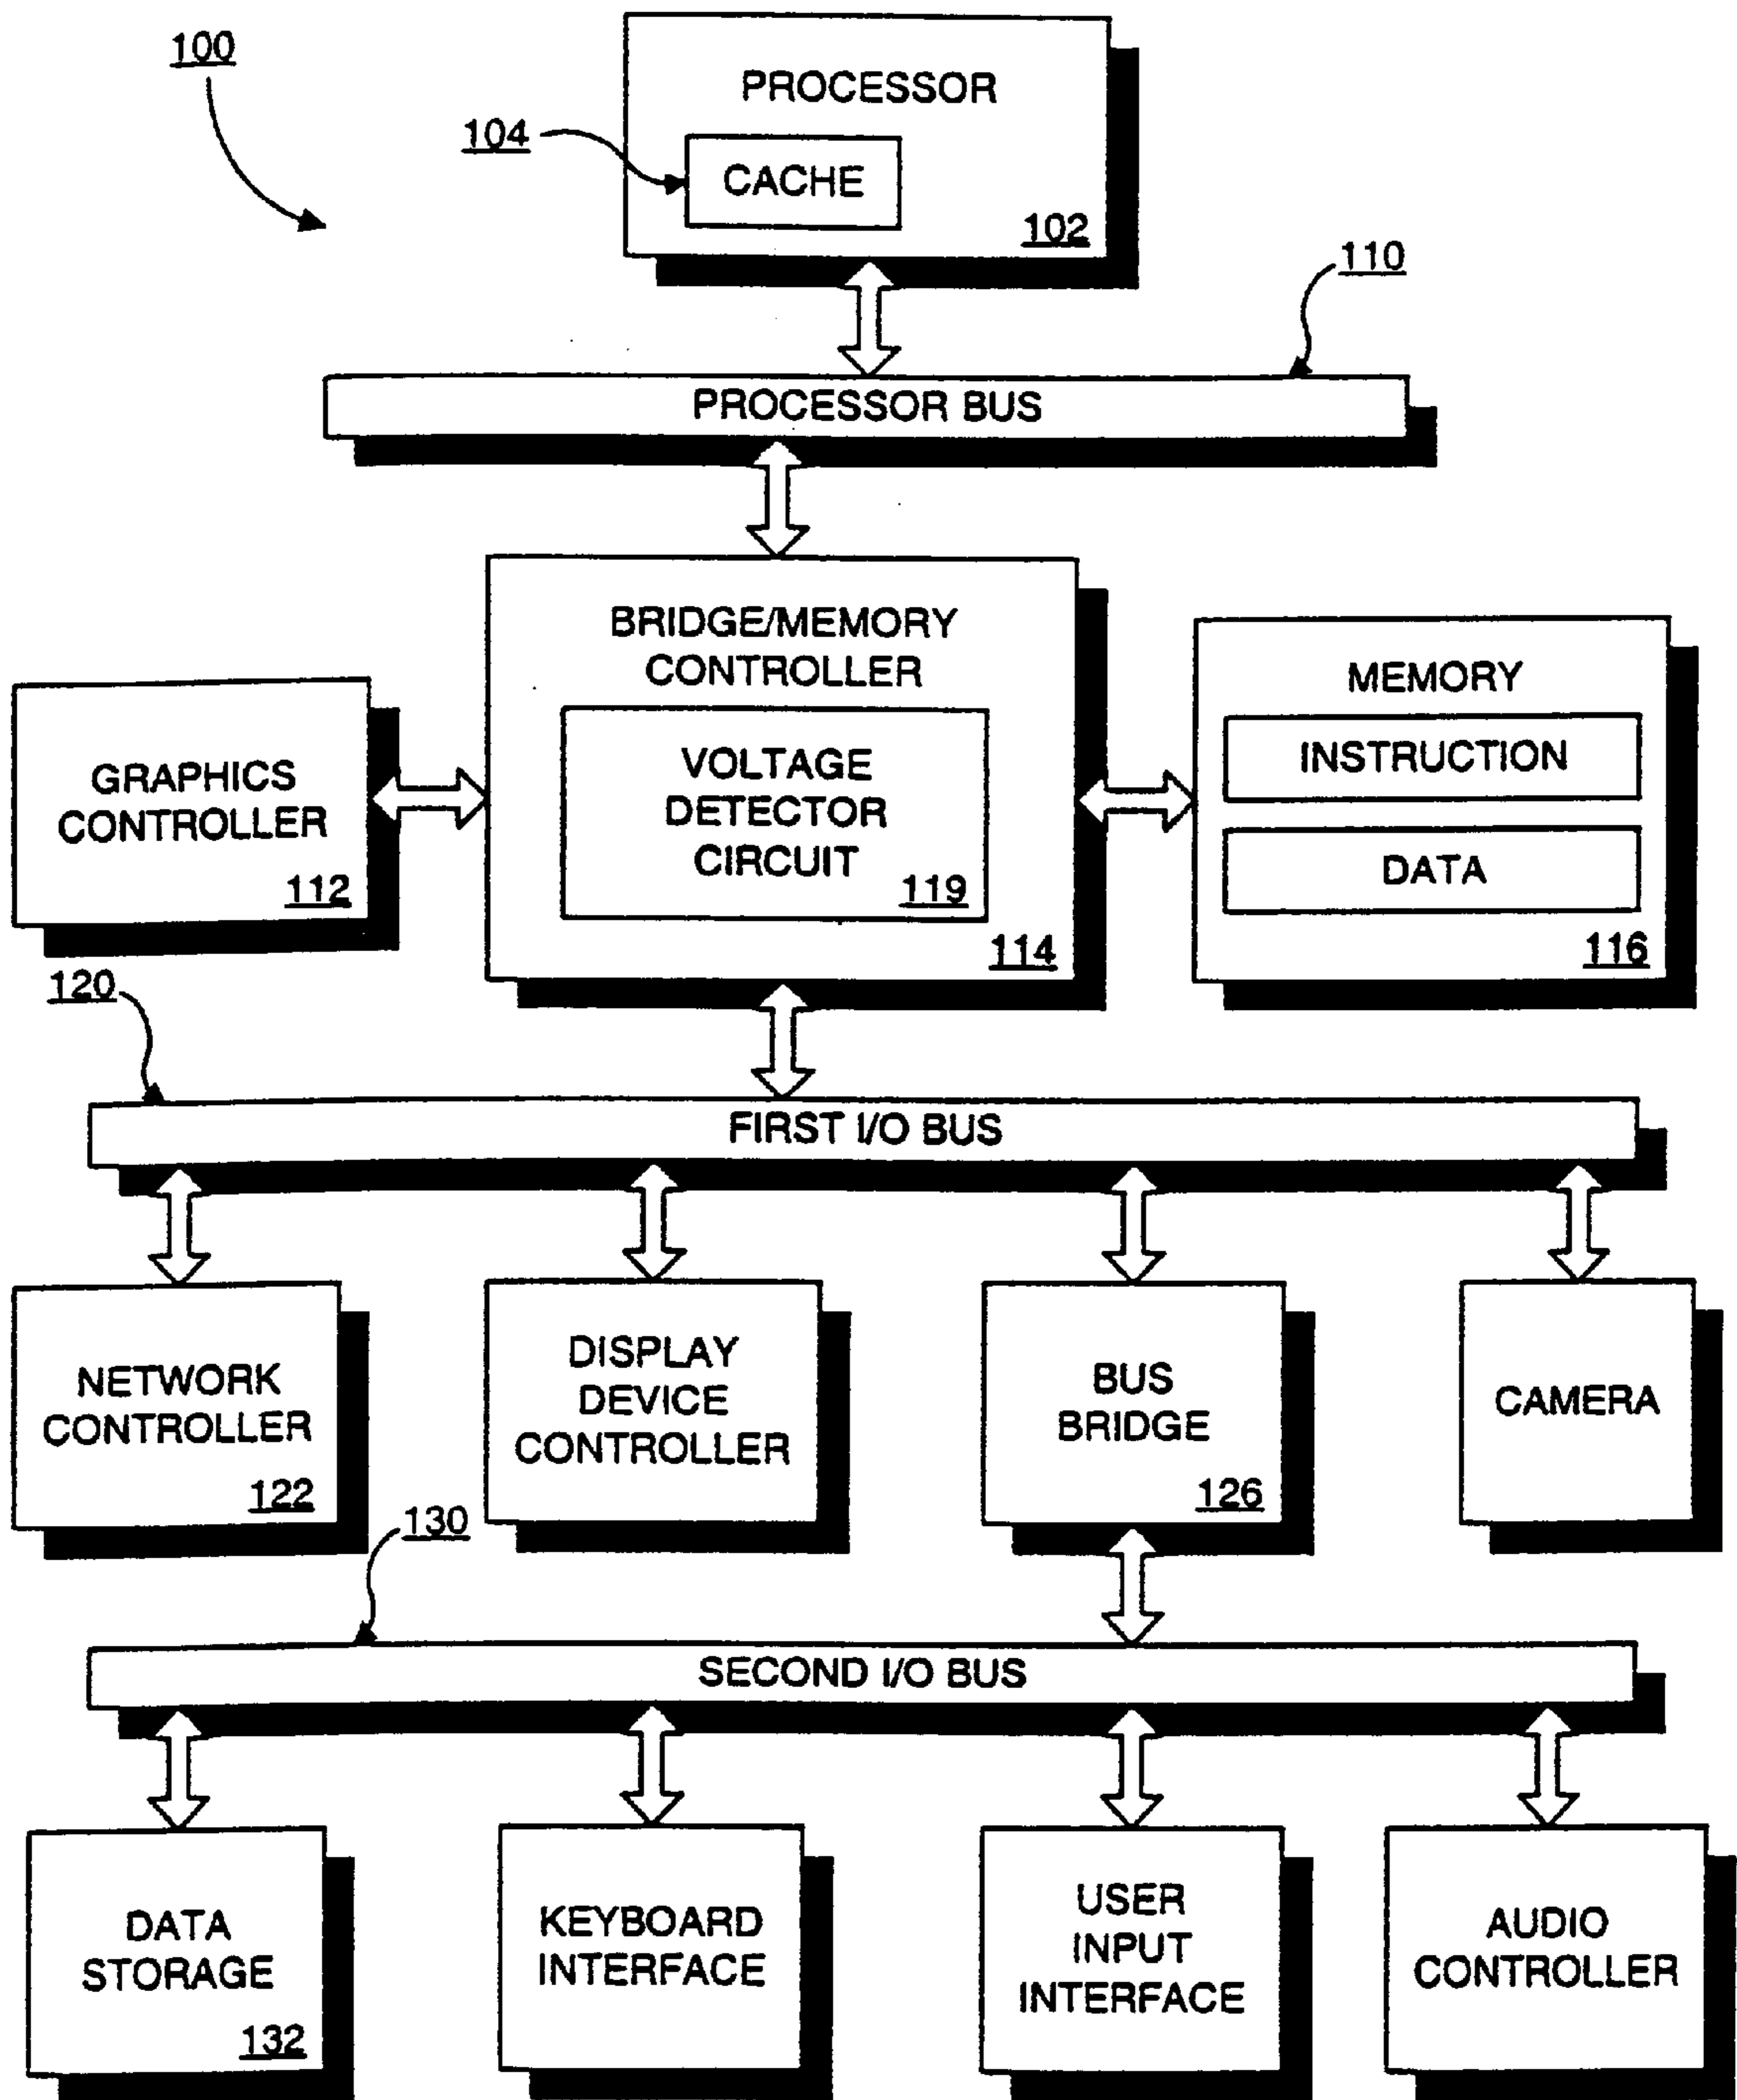 100
PROCESSOR
104
CACHE
102
110
PROCESSOR BUS
BRIDGE/MEMORY
CONTROLLER
VOLTAGE
DETECTOR
CIRCUIT
119
114
GRAPHICS
CONTROLLER
112
MEMORY
INSTRUCTION
DATA
116
120
FIRST I/O BUS
NETWORK
CONTROLLER
122
DISPLAY
DEVICE
CONTROLLER
BUS
BRIDGE
126
CAMERA
130
SECOND I/O BUS
DATA
STORAGE
132
KEYBOARD
INTERFACE
USER
INPUT
INTERFACE
AUDIO
CONTROLLER